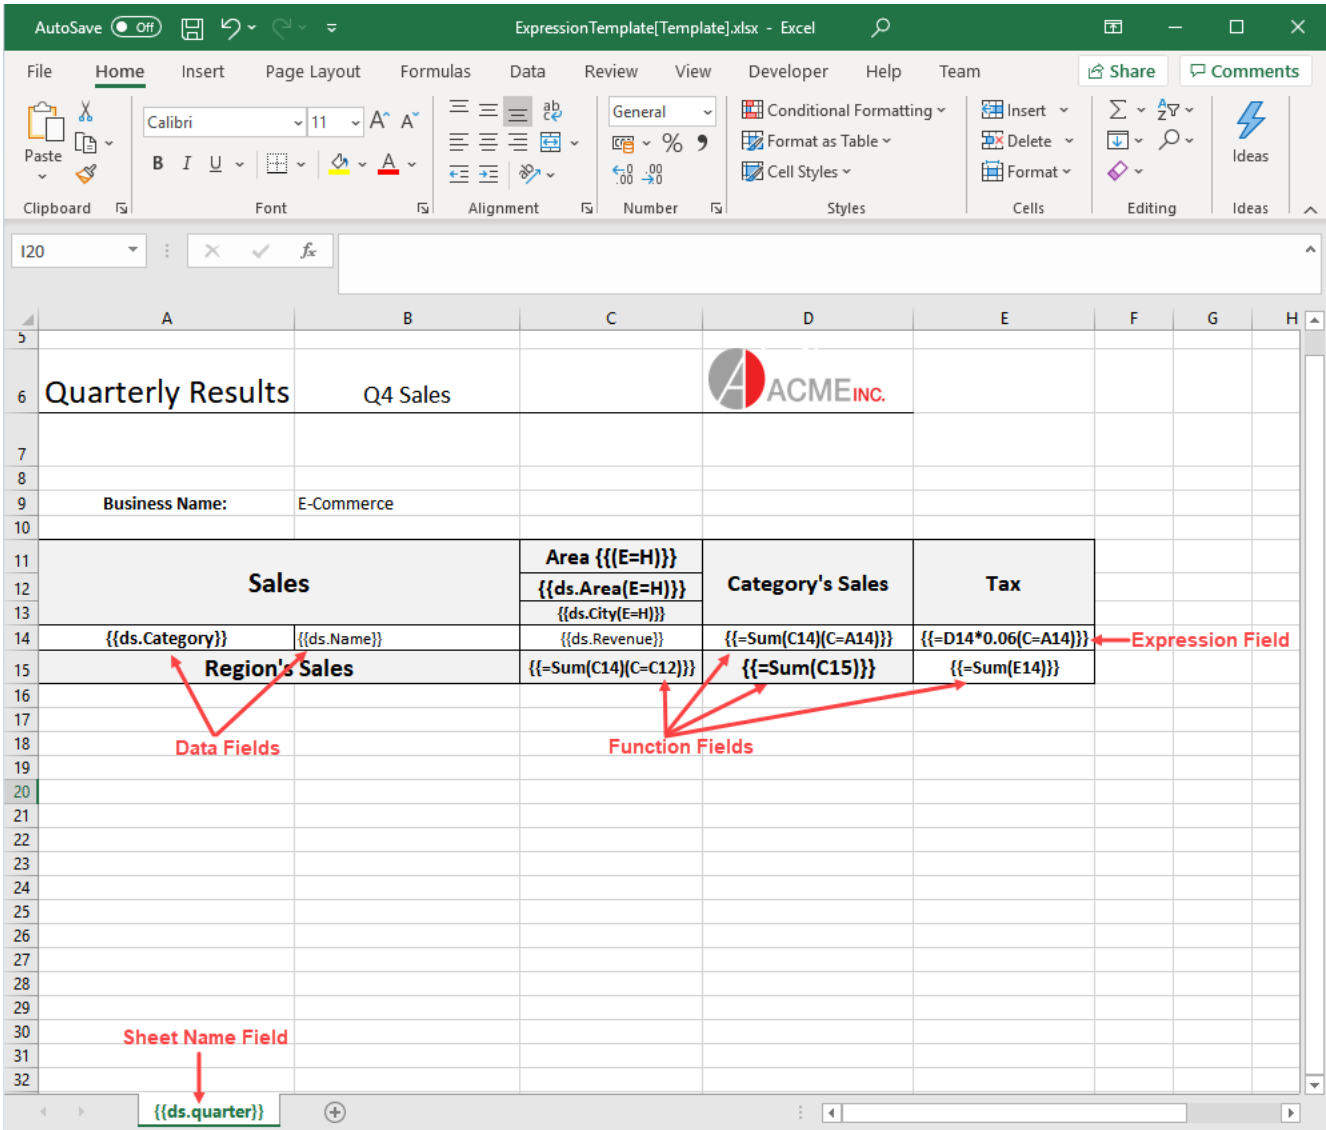 AutoSave Off ExpressionTemplate[Template].xlsx - Excel
File Home Insert Page Layout Formulas Data Review View Developer Help Team Share Comments
Paste
Calibri 11 A A
B I U A
ab
c
General
% 9
.00 .0
Conditional Formatting
Format as Table
Cell Styles
Insert
Delete
Format
Ideas
Clipboard Font Alignment Number Styles Cells Editing Ideas
I20 fx
A B C D E F G H
5
6 Quarterly Results Q4 Sales ACME INC.
7
8
9 Business Name: E-Commerce
10
11 Area {{(E=H)}}
12 Sales {{ds.Area(E=H)}} Category's Sales Tax
13 {{ds.City(E=H)}}
14 {{ds.Category}} {{ds.Name}} {{ds.Revenue}} {{=Sum(C14)(C=A14)}} {{=D14*0.06(C=A14)}} Expression Field
15 Region's Sales {{=Sum(C14)(C=C12)}} {{=Sum(C15)}} {{=Sum(E14)}}
16
17
18 Data Fields Function Fields
19
20
21
22
23
24
25
26
27
28
29
30 Sheet Name Field
31
32
{{ds.quarter}}